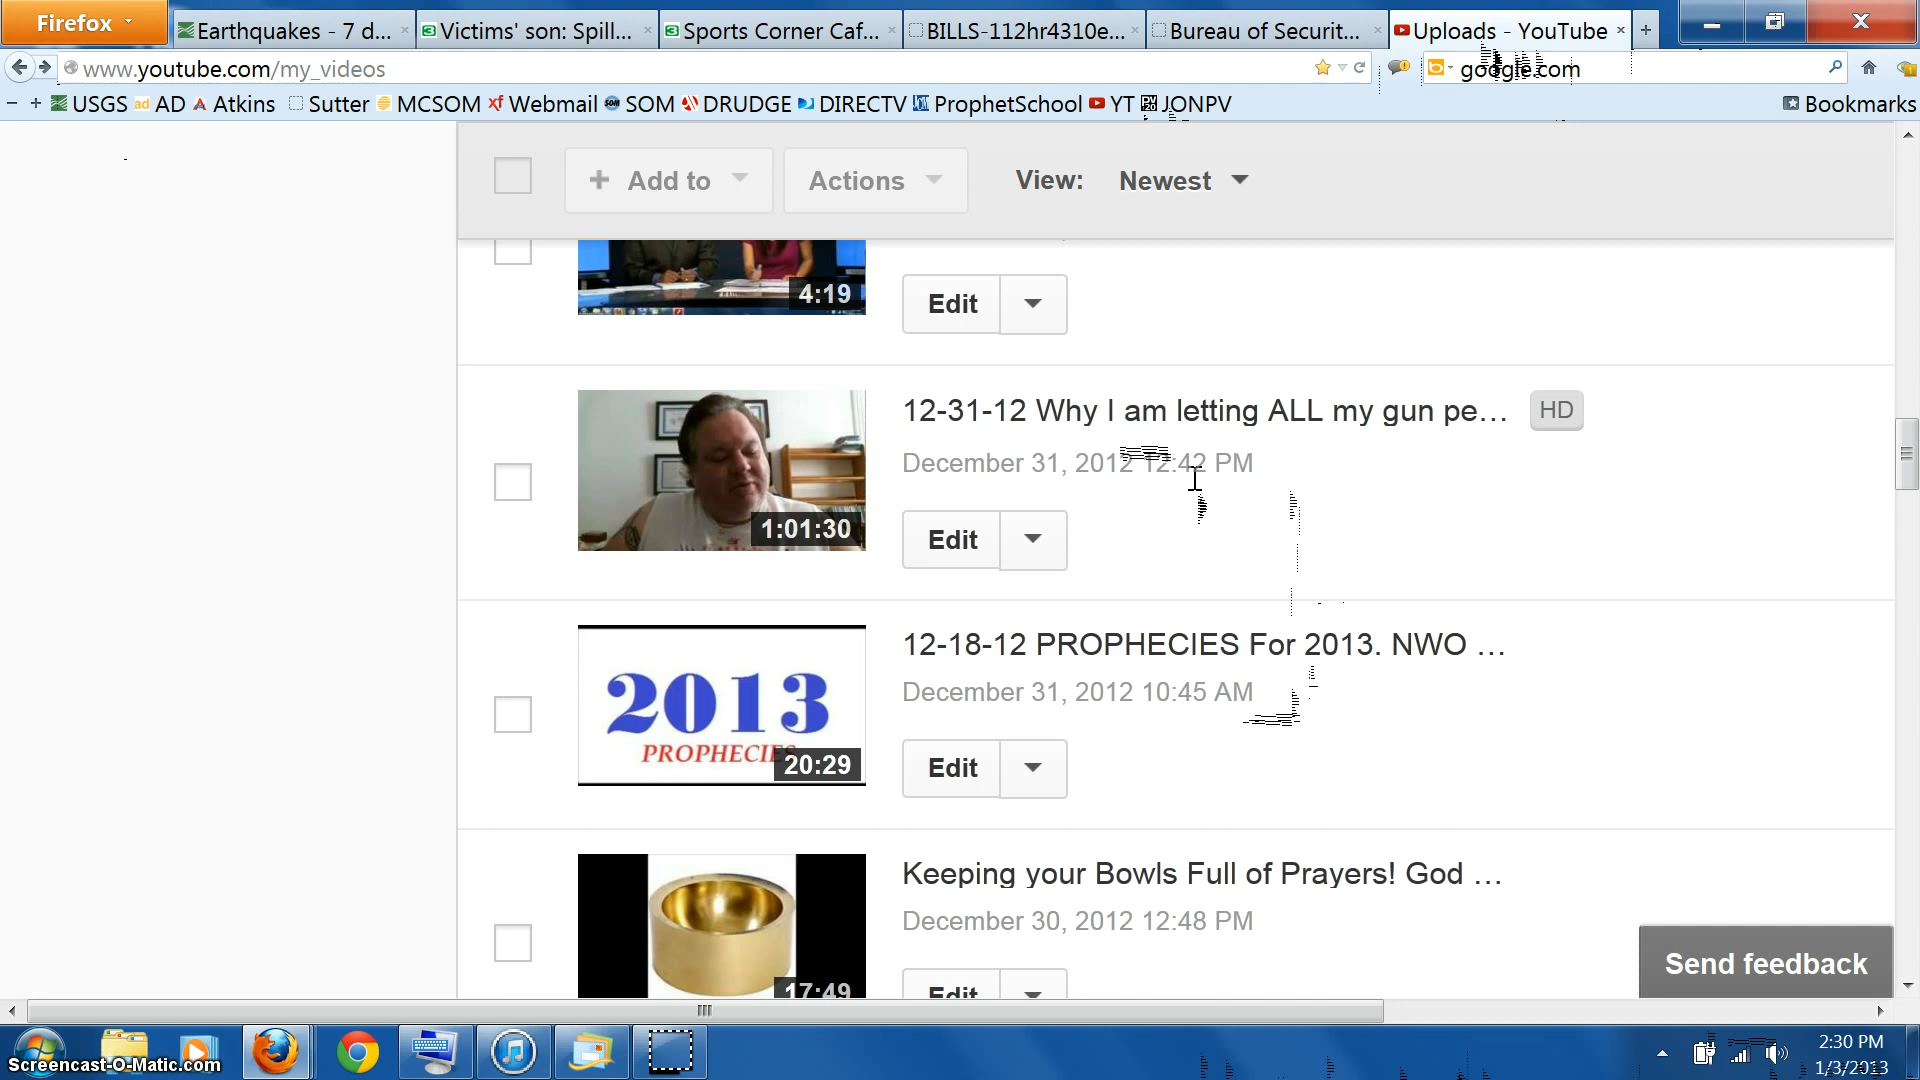 Firefox
Earthquakes - 7 d...
Victims' son: Spill...
Sports Corner Caf...
BILLS-112hr4310e...
Bureau of Securit...
Uploads - YouTube
www.youtube.com/my_videos
google.com
USGS
ad AD
Atkins
Sutter
MCSOM
xf Webmail
SOM
DRUDGE
DIRECTV
ProphetSchool
YT
JONPV
Bookmarks
+ Add to
Actions
View: Newest
4:19
Edit
12-31-12 Why I am letting ALL my gun pe...
HD
December 31, 2012 12:42 PM
1:01:30
Edit
12-18-12 PROPHECIES For 2013. NWO ...
December 31, 2012 10:45 AM
2013
PROPHECIES
20:29
Edit
Keeping your Bowls Full of Prayers! God ...
December 30, 2012 12:48 PM
17:49
Edit
Send feedback
Screencast-O-Matic.com
2:30 PM
1/3/2013